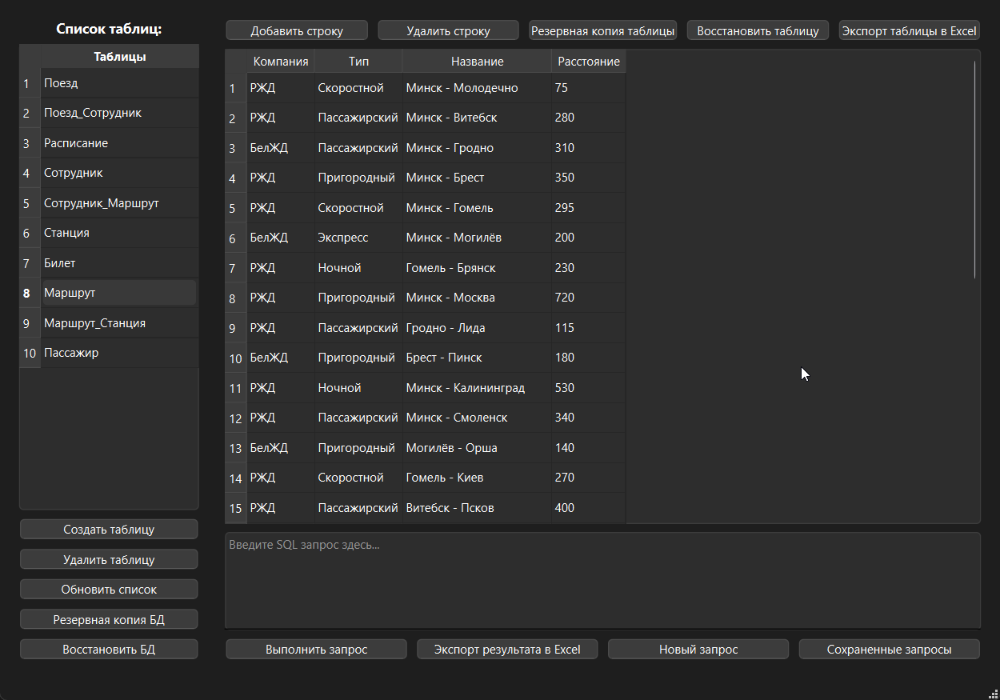 Список таблиц:
Таблицы
1 Поезд
2 Поезд_Сотрудник
3 Расписание
4 Сотрудник
5 Сотрудник_Маршрут
6 Станция
7 Билет
8 Маршрут
9 Маршрут_Станция
10 Пассажир
Создать таблицу
Удалить таблицу
Обновить список
Резервная копия БД
Восстановить БД
Добавить строку Удалить строку Резервная копия таблицы Восстановить таблицу Экспорт таблицы в Excel
Компания Тип Название Расстояние
1 РЖД Скоростной Минск - Молодечно 75
2 РЖД Пассажирский Минск - Витебск 280
3 БелЖД Пассажирский Минск - Гродно 310
4 РЖД Пригородный Минск - Брест 350
5 РЖД Скоростной Минск - Гомель 295
6 БелЖД Экспресс Минск - Могилёв 200
7 РЖД Ночной Гомель - Брянск 230
8 РЖД Пригородный Минск - Москва 720
9 РЖД Пассажирский Гродно - Лида 115
10 БелЖД Пригородный Брест - Пинск 180
11 РЖД Ночной Минск - Калининград 530
12 РЖД Пассажирский Минск - Смоленск 340
13 БелЖД Пригородный Могилёв - Орша 140
14 РЖД Скоростной Гомель - Киев 270
15 РЖД Пассажирский Витебск - Псков 400
Введите SQL запрос здесь...
Выполнить запрос Экспорт результата в Excel Новый запрос Сохраненные запросы